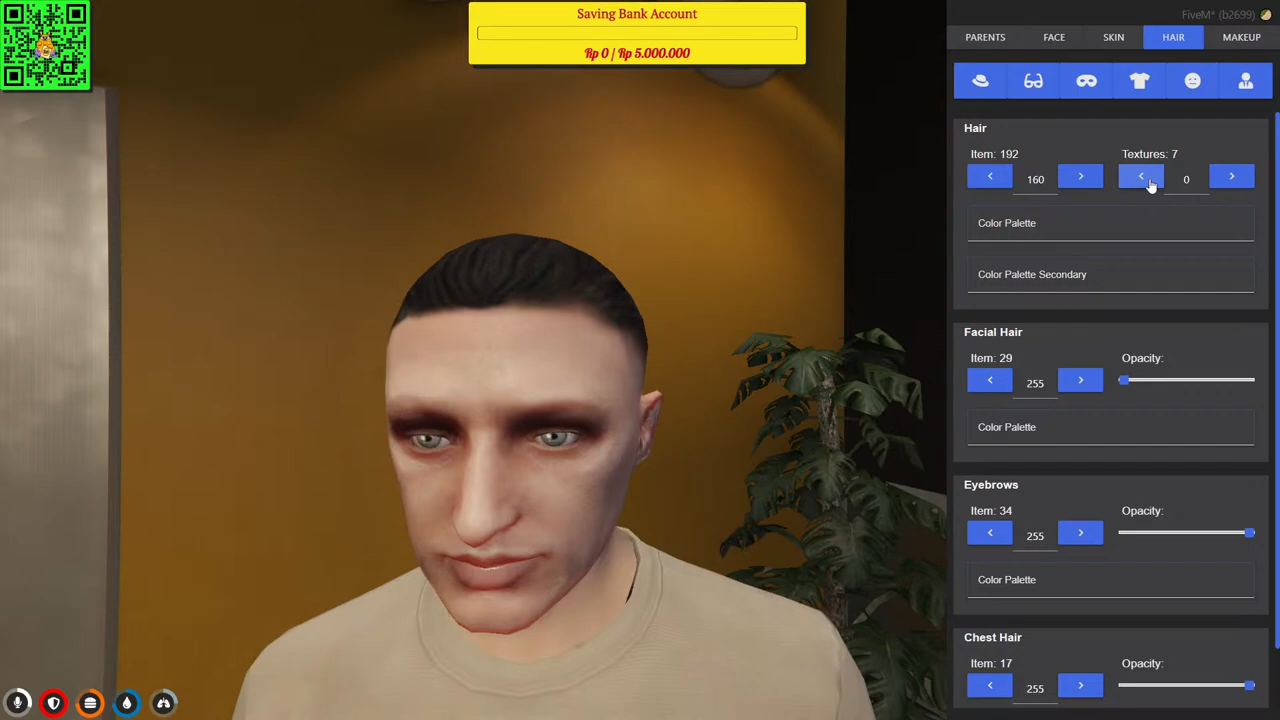 Saving Bank Account
Rp 0 / Rp 5.000.000
FiveM* (b2699)
PARENTS
FACE
SKIN
HAIR
MAKEUP
Hair
Item: 192
Textures: 7
160
0
Color Palette
Color Palette Secondary
Facial Hair
Item: 29
Opacity:
255
Color Palette
Eyebrows
Item: 34
Opacity:
255
Color Palette
Chest Hair
Item: 17
Opacity:
255